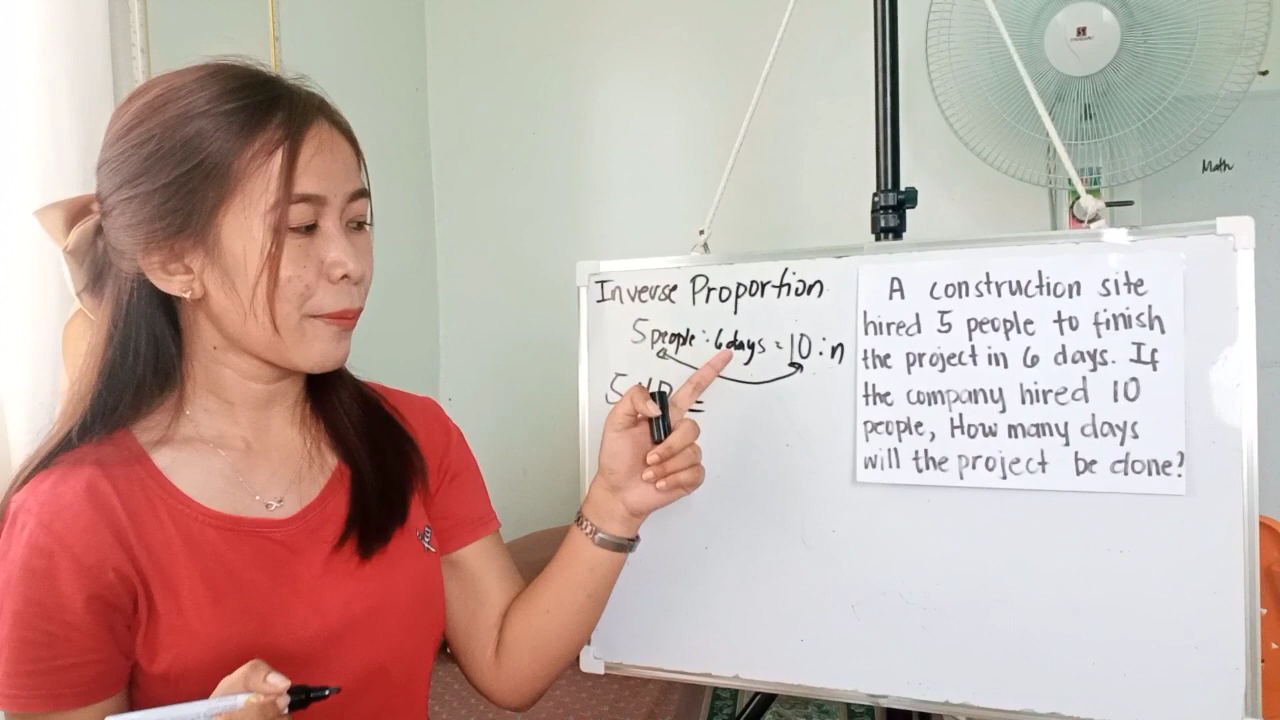 Math
Inverse Proportion
5 people : 6 days = 10 : n
5
A construction site
hired 5 people to finish
the project in 6 days. If
the company hired 10
people, How many days
will the project be done?